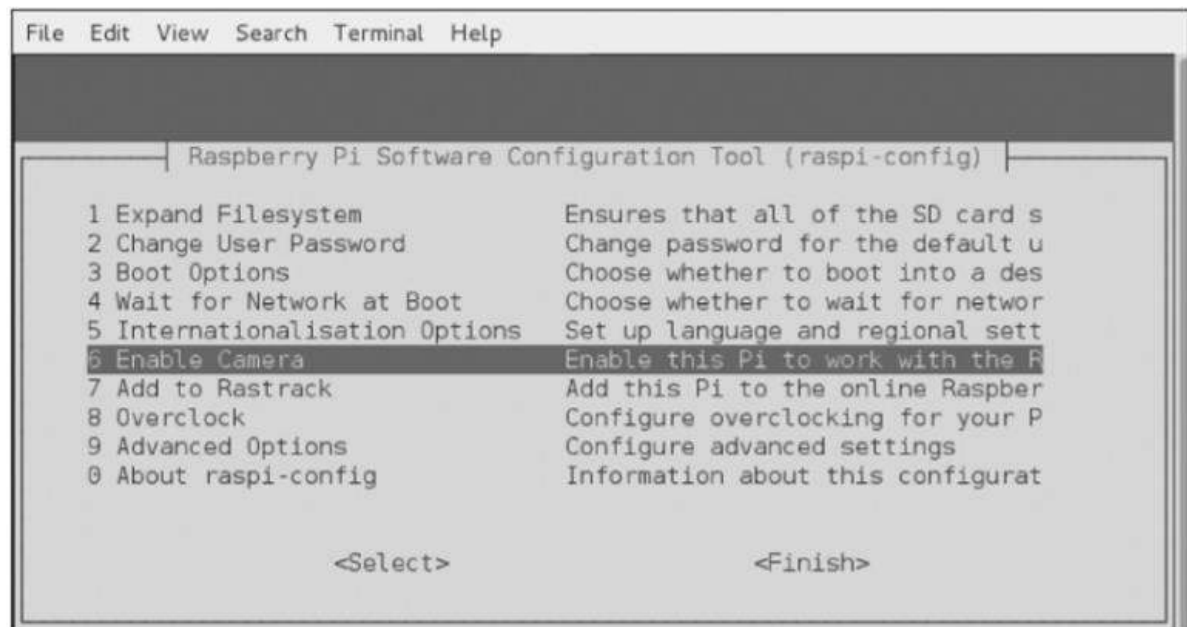 File Edit View Search Terminal Help
Raspberry Pi Software Configuration Tool (raspi-config)
1 Expand Filesystem Ensures that all of the SD card s
2 Change User Password Change password for the default u
3 Boot Options Choose whether to boot into a des
4 Wait for Network at Boot Choose whether to wait for networ
5 Internationalisation Options Set up language and regional sett
6 Enable Camera Enable this Pi to work with the R
7 Add to Rastrack Add this Pi to the online Raspber
8 Overclock Configure overclocking for your P
9 Advanced Options Configure advanced settings
0 About raspi-config Information about this configurat
<Select> <Finish>